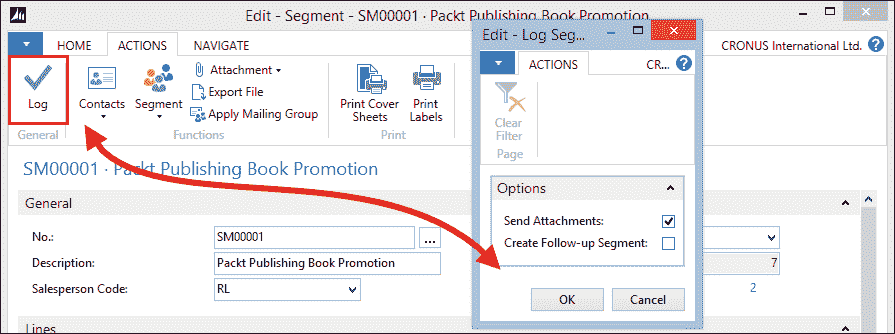 Edit - Segment - SM00001 · Packt Publishing Book Promotion
HOME ACTIONS NAVIGATE
CRONUS International Ltd.
Log
Contacts
Segment
Attachment
Export File
Apply Mailing Group
Print Cover
Sheets
Print
Labels
General
Functions
Print
SM00001 · Packt Publishing Book Promotion
General
No.: SM00001 ...
Description: Packt Publishing Book Promotion
7
Salesperson Code: RL
2
Lines
Edit - Log Seg...
ACTIONS CR...
Clear
Filter
Page
Options
Send Attachments:
Create Follow-up Segment:
OK Cancel